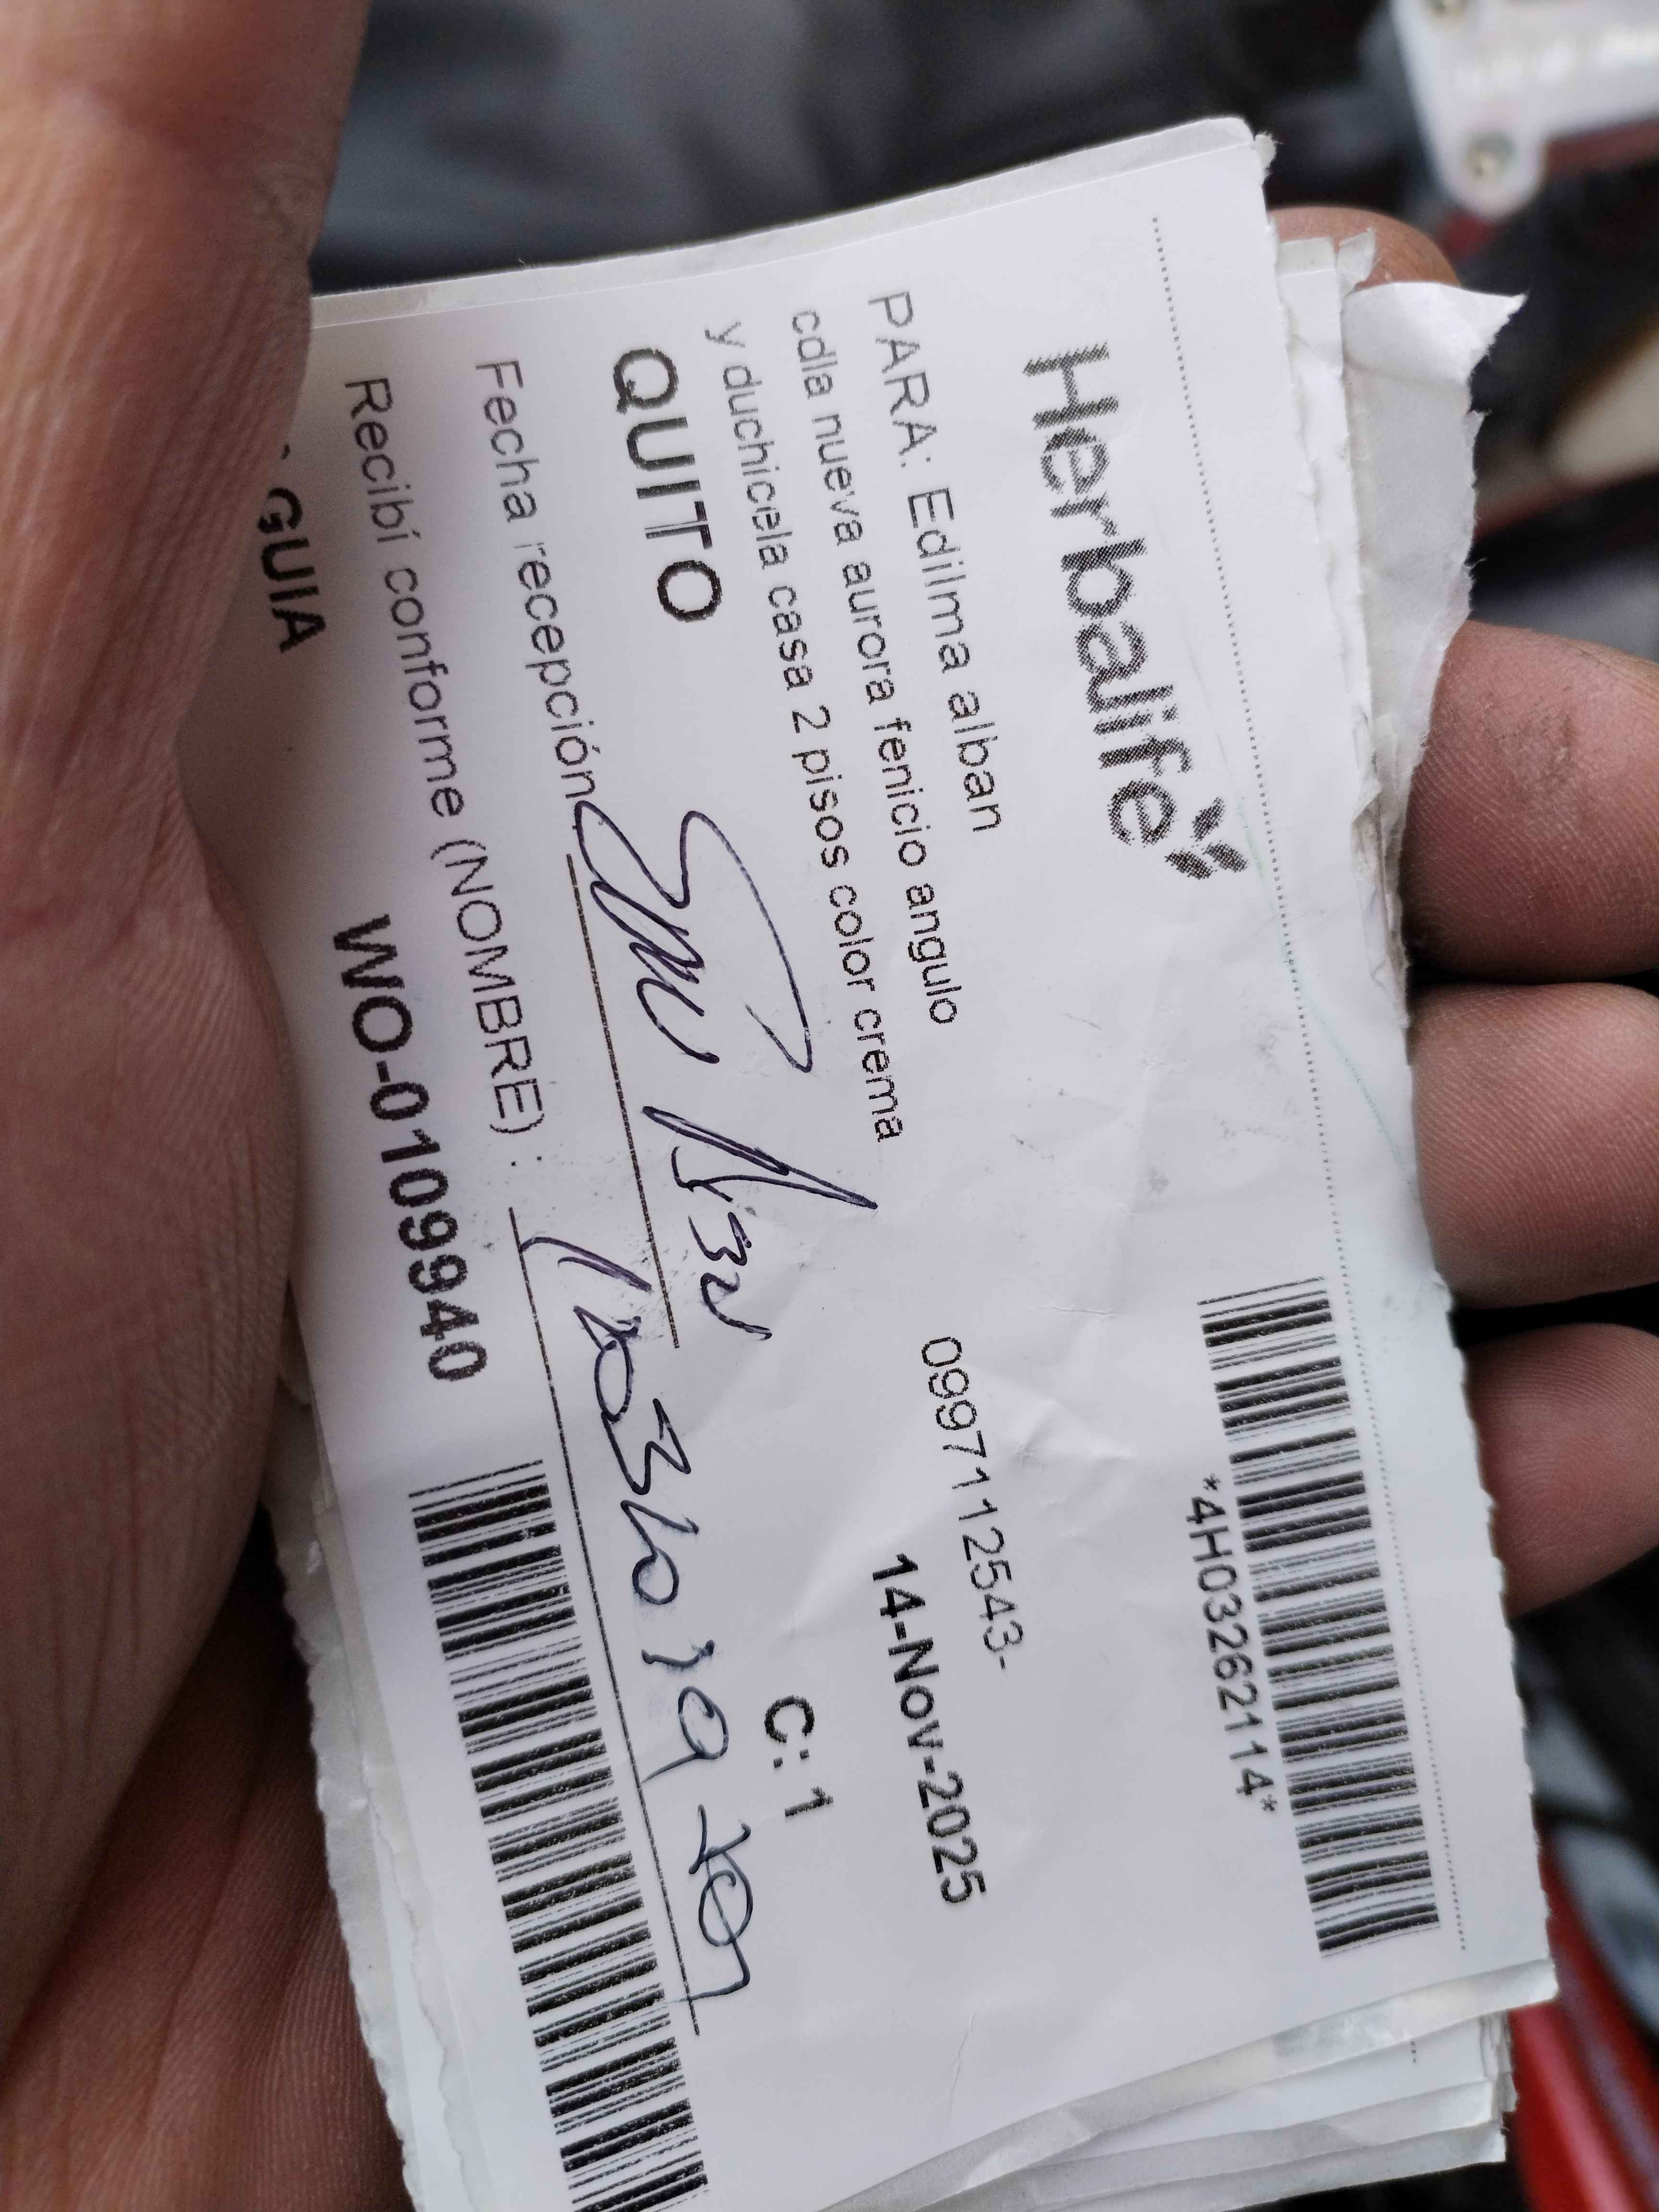 Herbalife
*4H03262114*
PARA: Edilma alban
0997112543-
cdla nueva aurora fenicio angulo
14-Nov-2025
y duchicela casa 2 pisos color crema
QUITO
C: 1
Fecha recepción
Recibí conforme (NOMBRE) :
GUIA
WO-0109940